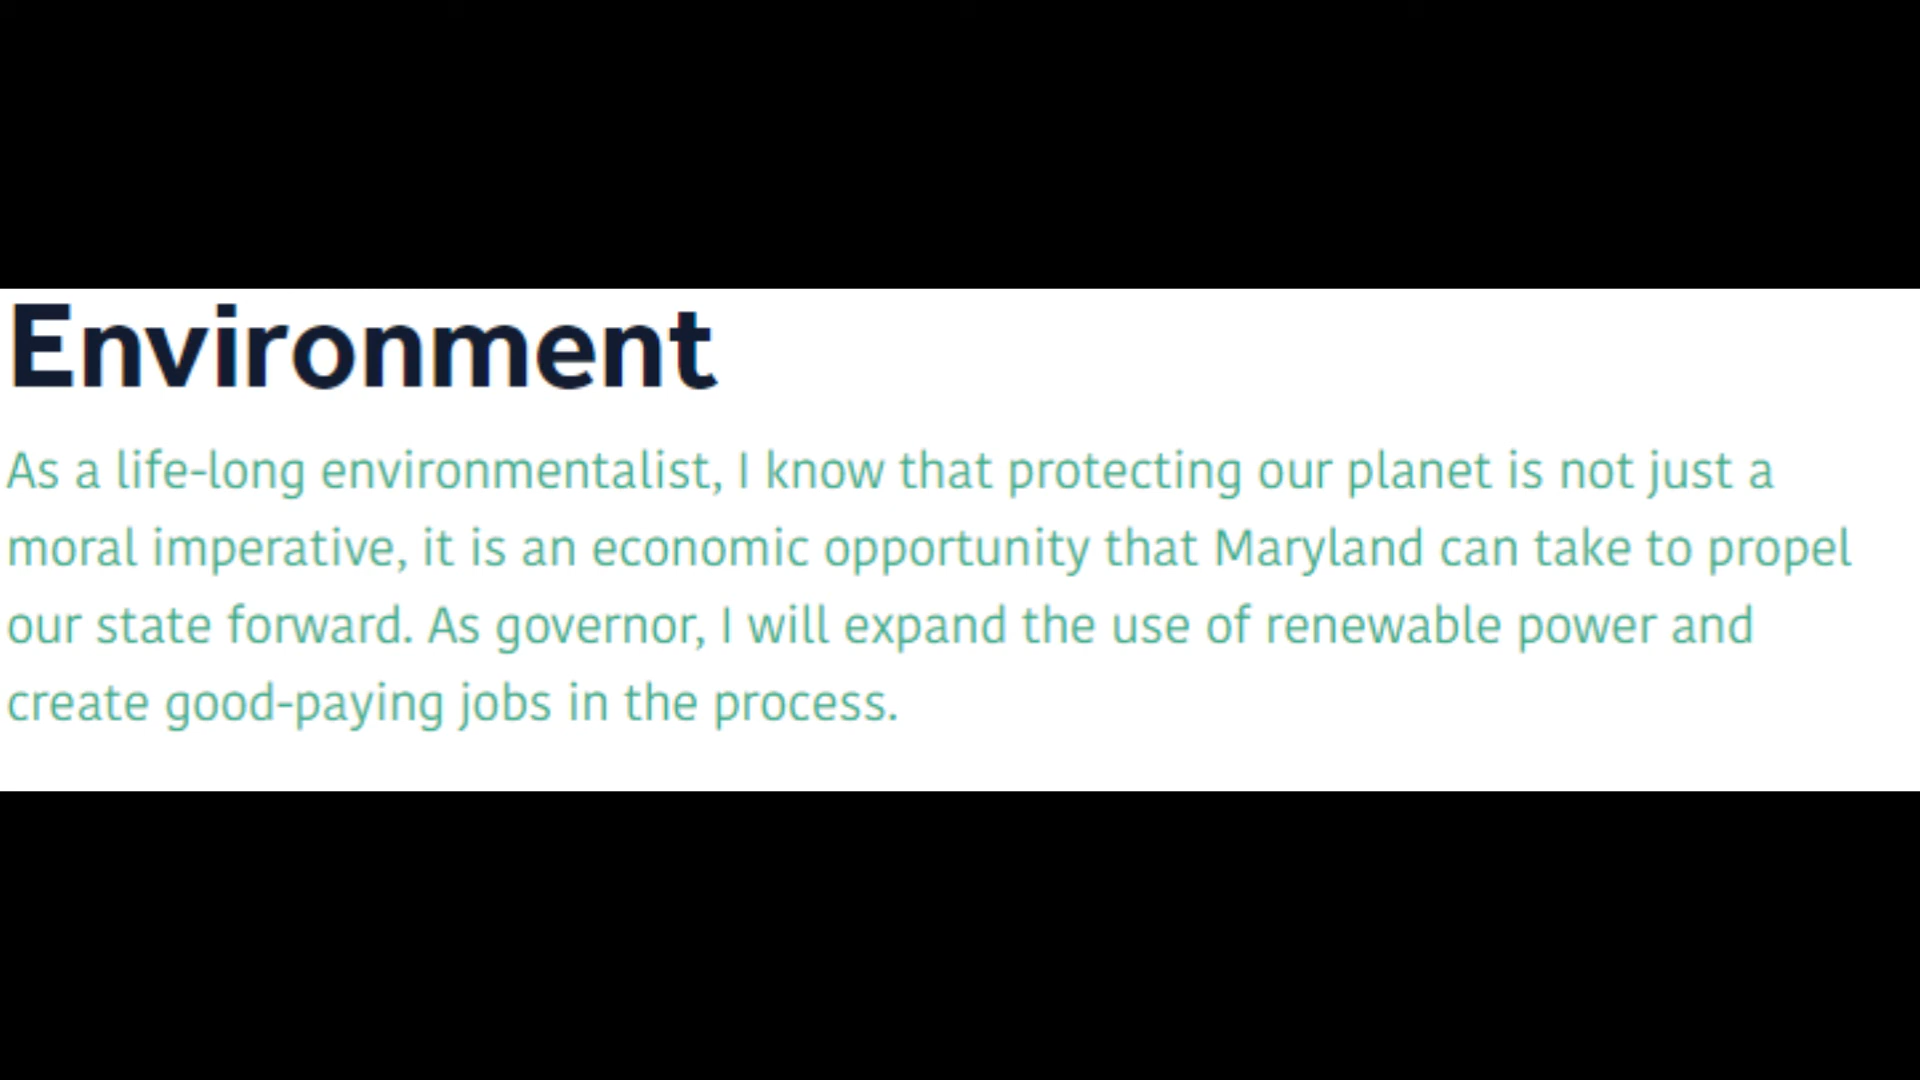 Environment
As a life-long environmentalist, I know that protecting our planet is not just a
moral imperative, it is an economic opportunity that Maryland can take to propel
our state forward. As governor, I will expand the use of renewable power and
create good-paying jobs in the process.